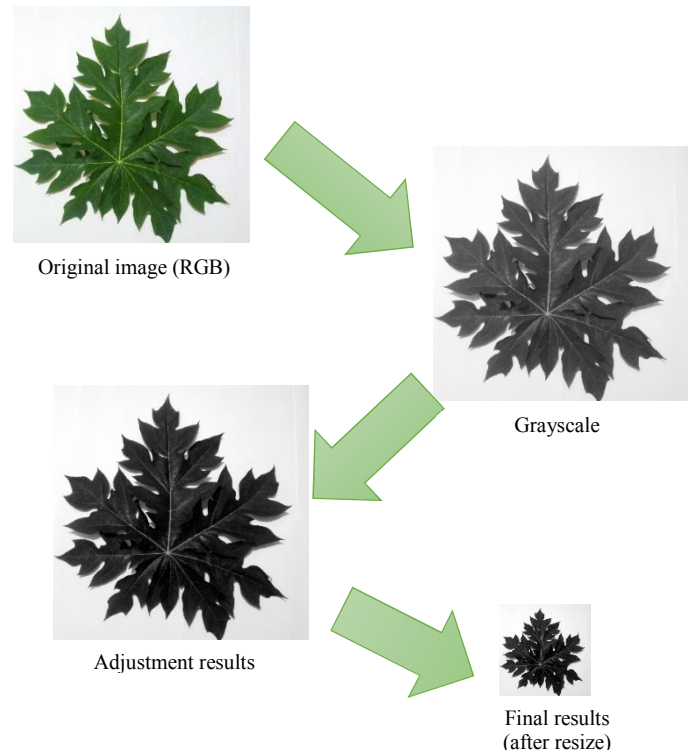 Original image (RGB)
Grayscale
Adjustment results
Final results
(after resize)